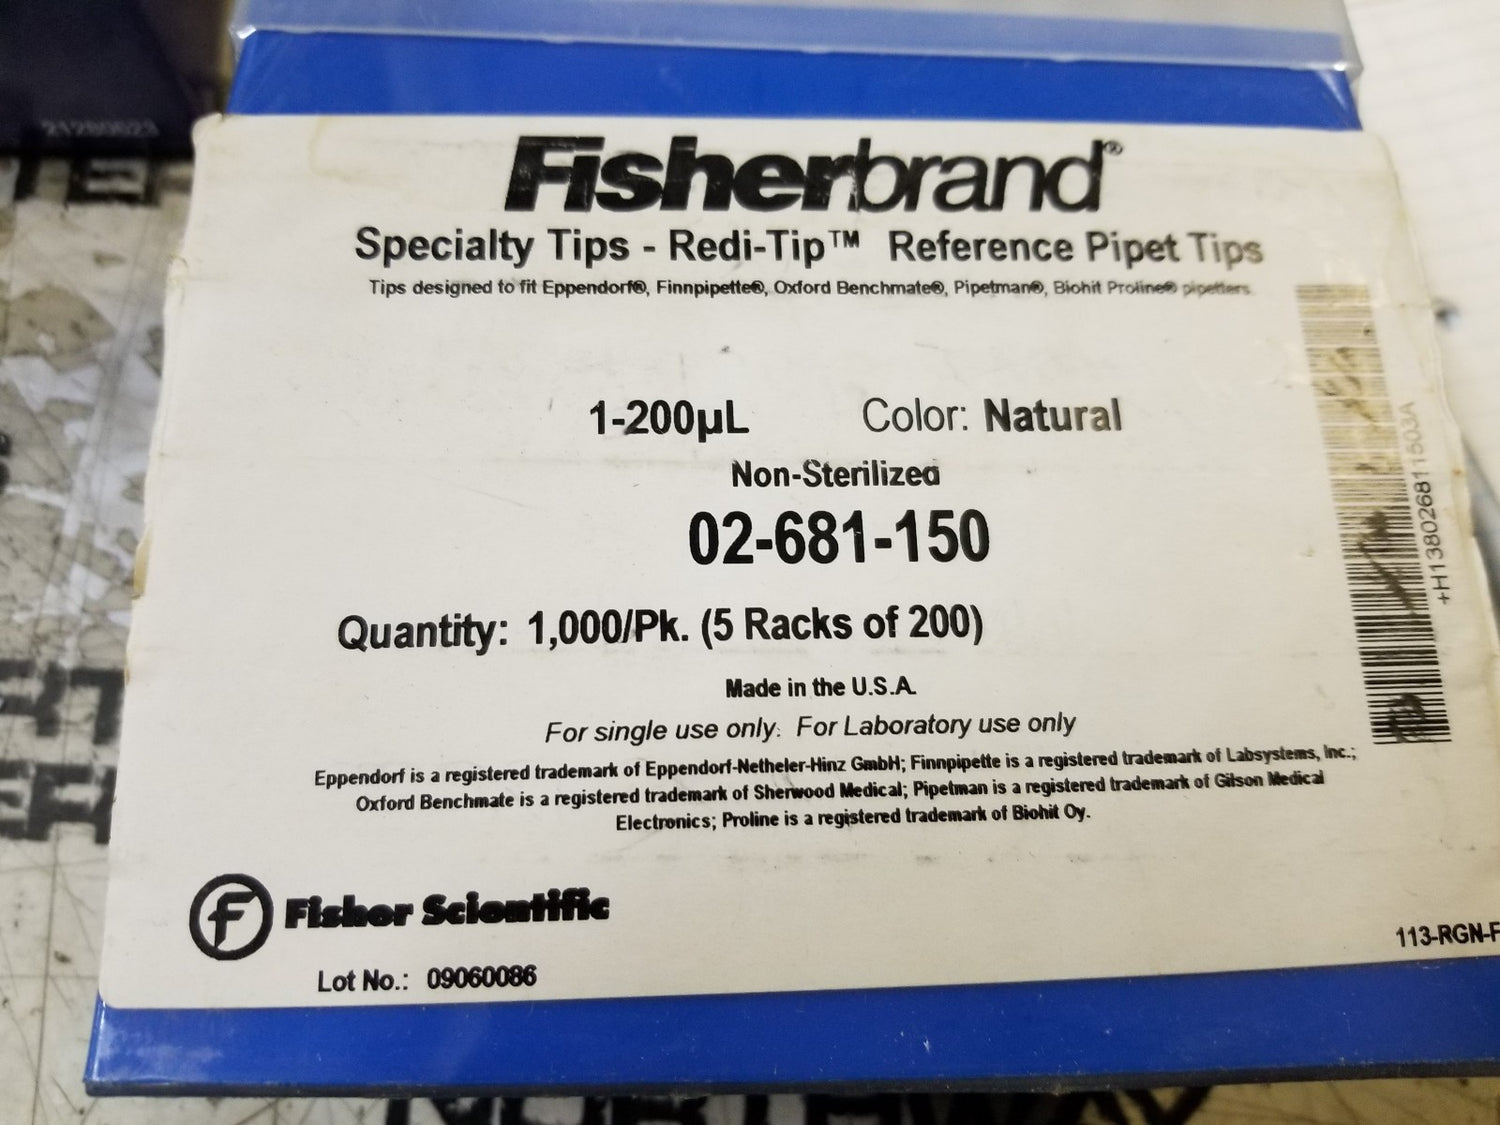 21280623
Fisherbrand®
Specialty Tips - Redi-Tip™ Reference Pipet Tips
Tips designed to fit Eppendorf®, Finnpipette®, Oxford Benchmate®, Pipetman®, Biohit Proline® pipetters.
1-200µL Color: Natural
Non-Sterilized
02-681-150
Quantity: 1,000/Pk. (5 Racks of 200)
Made in the U.S.A.
For single use only. For Laboratory use only
Eppendorf is a registered trademark of Eppendorf-Netheler-Hinz GmbH; Finnpipette is a registered trademark of Labsystems, Inc.;
Oxford Benchmate is a registered trademark of Sherwood Medical; Pipetman is a registered trademark of Gilson Medical
Electronics; Proline is a registered trademark of Biohit Oy.
+H138026811503A
Fisher Scientific
113-RGN-F
Lot No.: 09060086